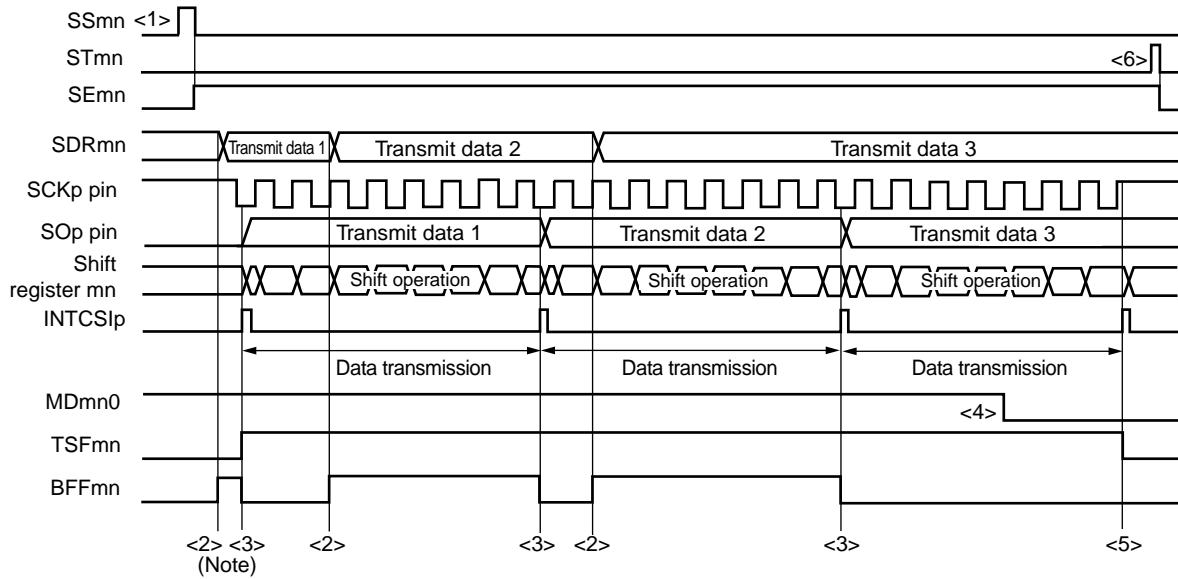 SSmn <1>
STmn <6>
SEmn
SDRmn Transmit data 1 Transmit data 2 Transmit data 3
SCKp pin
SOp pin Transmit data 1 Transmit data 2 Transmit data 3
Shift
register mn Shift operation Shift operation Shift operation
INTCSIp
Data transmission Data transmission Data transmission
MDmn0 <4>
TSFmn
BFFmn
<2> <3> <2> <3> <2> <3> <5>
(Note)